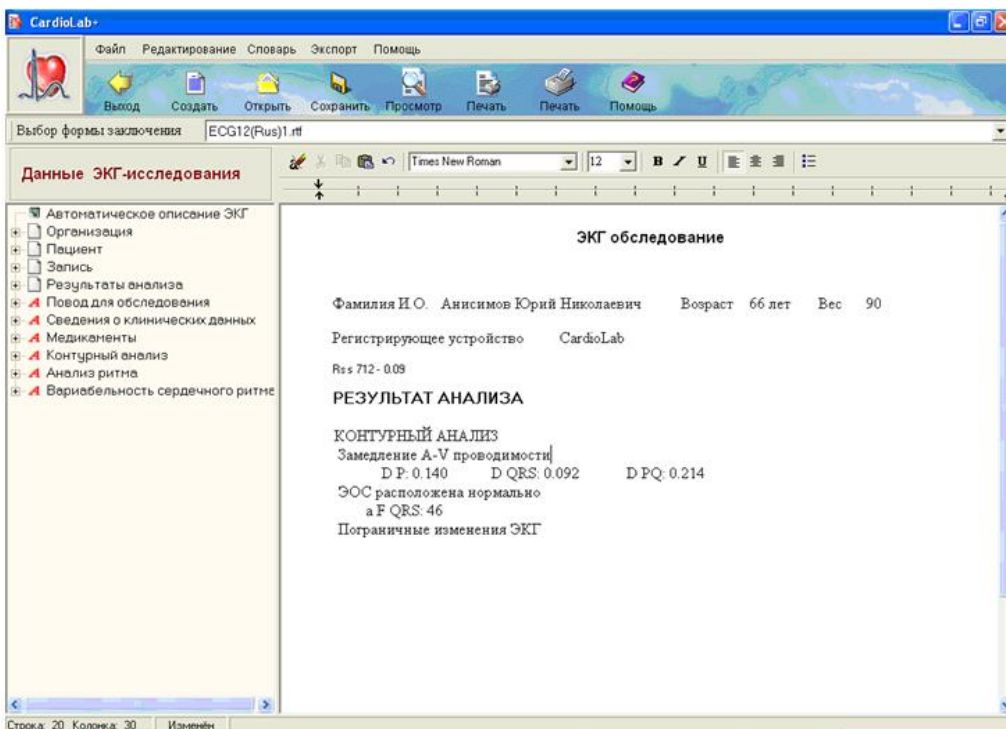 CardioLab+
Файл Редактирование Словарь Экспорт Помощь
Выход Создать Открыть Сохранить Просмотр Печать Печать Помощь
Выбор формы заключения ECG12(Rus)1.rtf
Данные ЭКГ-исследования
Times New Roman 12 B I U
Автоматическое описание ЭКГ
Организация
Пациент
Запись
Результаты анализа
А Повод для обследования
А Сведения о клинических данных
А Медикаменты
А Контурный анализ
А Анализ ритма
А Вариабельность сердечного ритме
ЭКГ обследование
Фамилия И.О. Анисимов Юрий Николаевич Возраст 66 лет Вес 90
Регистрирующее устройство CardioLab
Rs s 712 - 0.09
РЕЗУЛЬТАТ АНАЛИЗА
КОНТУРНЫЙ АНАЛИЗ
Замедление A-V проводимости
D P: 0.140 D QRS: 0.092 D PQ: 0.214
ЭОС расположена нормально
a F QRS: 46
Пограничные изменения ЭКГ
Строка: 20 Колонка: 30 Изменён